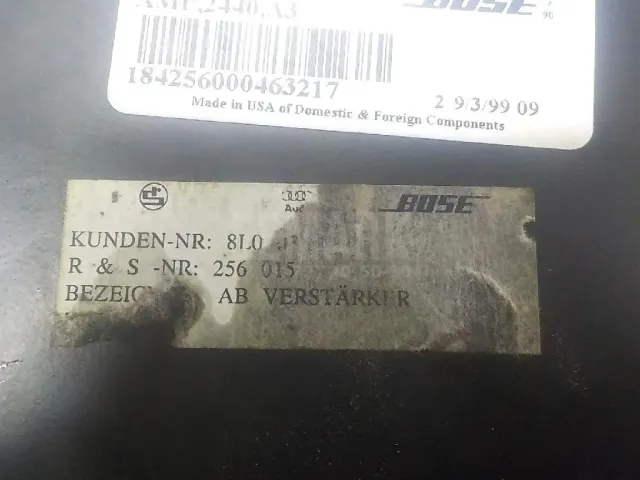 AMP,2440,A3
BOSE
184256000463217
2 9/3/99 09
Made in USA of Domestic & Foreign Components
BOSE
KUNDEN-NR: 8L0
R & S -NR: 256 015
AB VERSTÄRKER